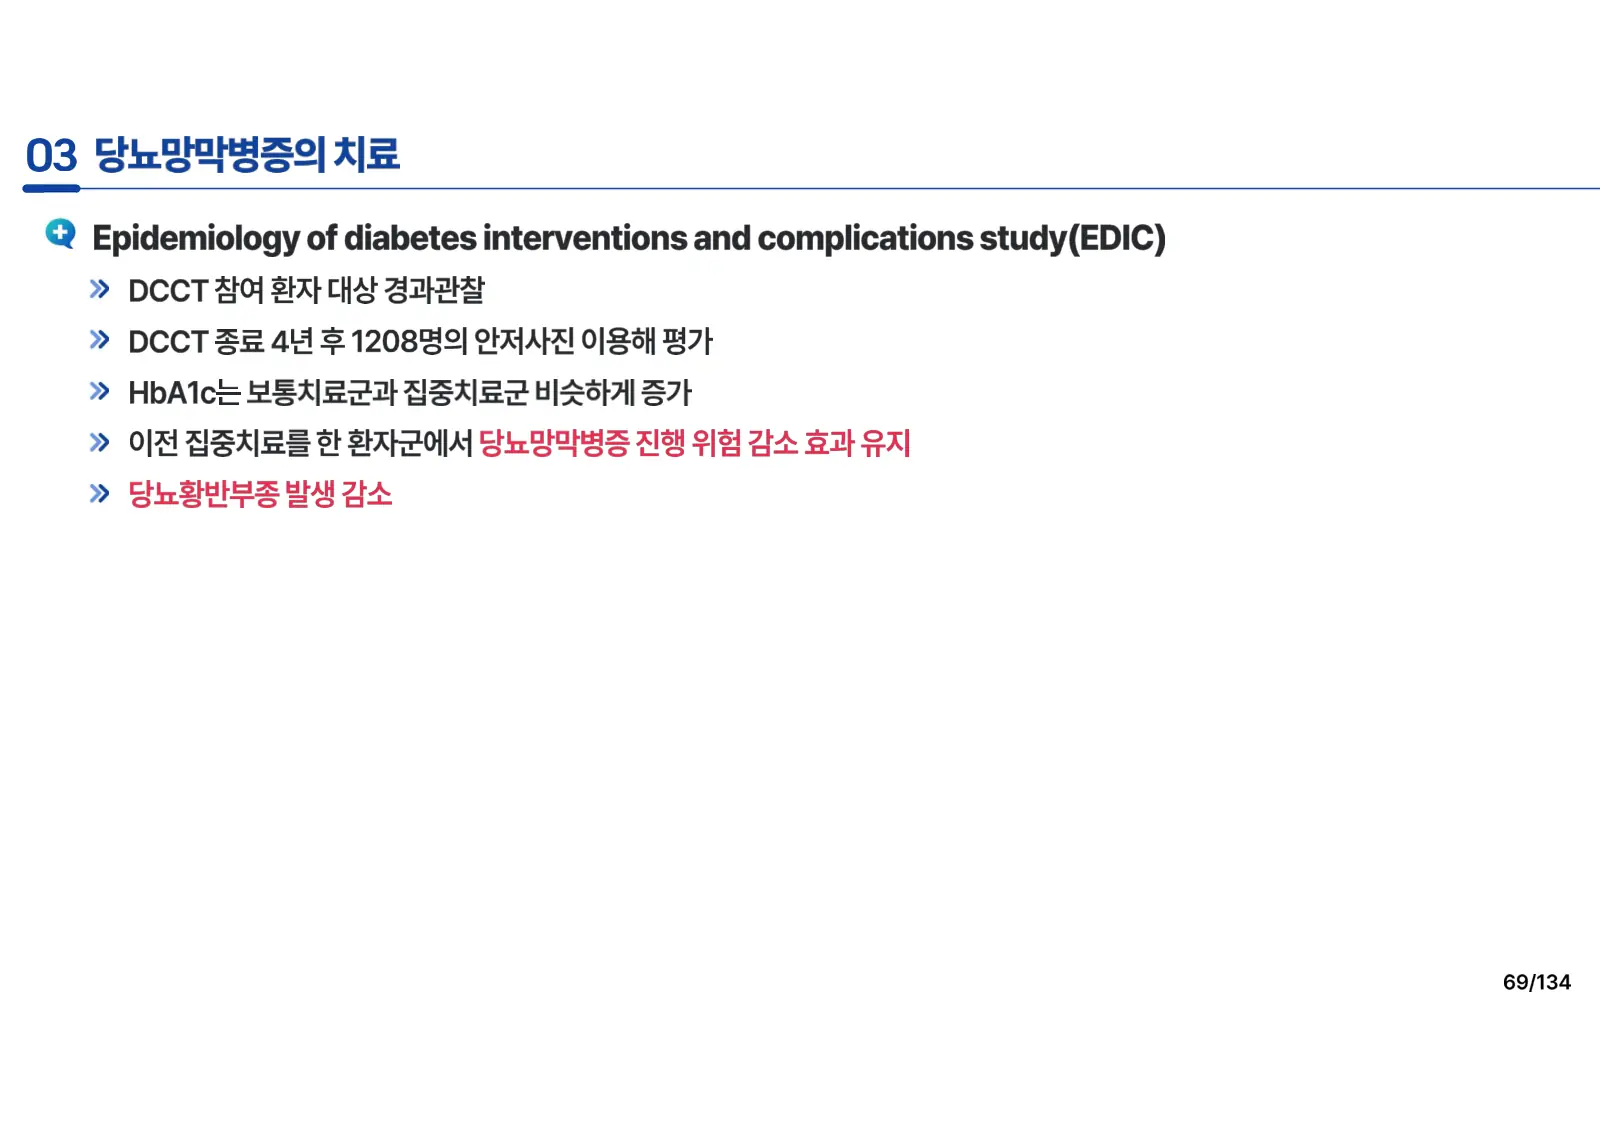 03 당뇨망막병증의 치료
Epidemiology of diabetes interventions and complications study(EDIC)
DCCT 참여 환자 대상 경과관찰
DCCT 종료 4년 후 1208명의 안저사진 이용해 평가
HbA1c는 보통치료군과 집중치료군 비슷하게 증가
이전 집중치료를 한 환자군에서 당뇨망막병증 진행 위험 감소 효과 유지
당뇨황반부종 발생 감소
69/134